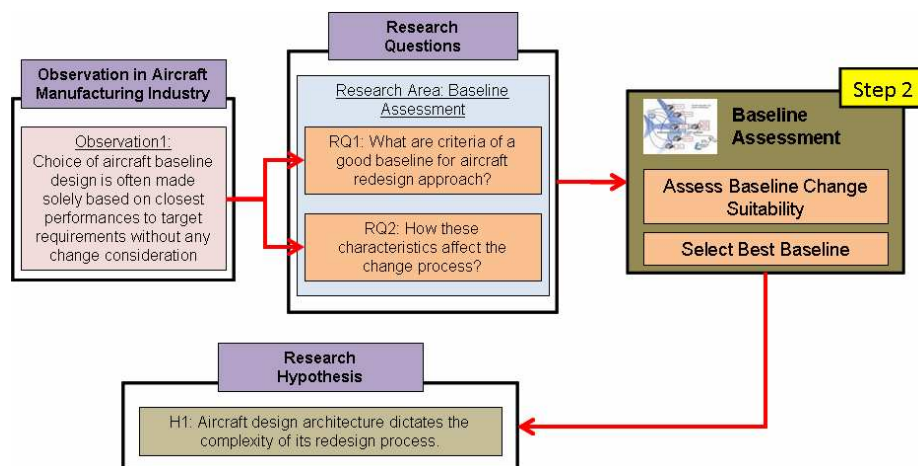 Observation in Aircraft
Manufacturing Industry
Observation1:
Choice of aircraft baseline
design is often made
solely based on closest
performances to target
requirements without any
change consideration
Research
Questions
Research Area: Baseline
Assessment
RQ1: What are criteria of a
good baseline for aircraft
redesign approach?
RQ2: How these
characteristics affect the
change process?
Step 2
Baseline
Assessment
Assess Baseline Change
Suitability
Select Best Baseline
Research
Hypothesis
H1: Aircraft design architecture dictates the
complexity of its redesign process.